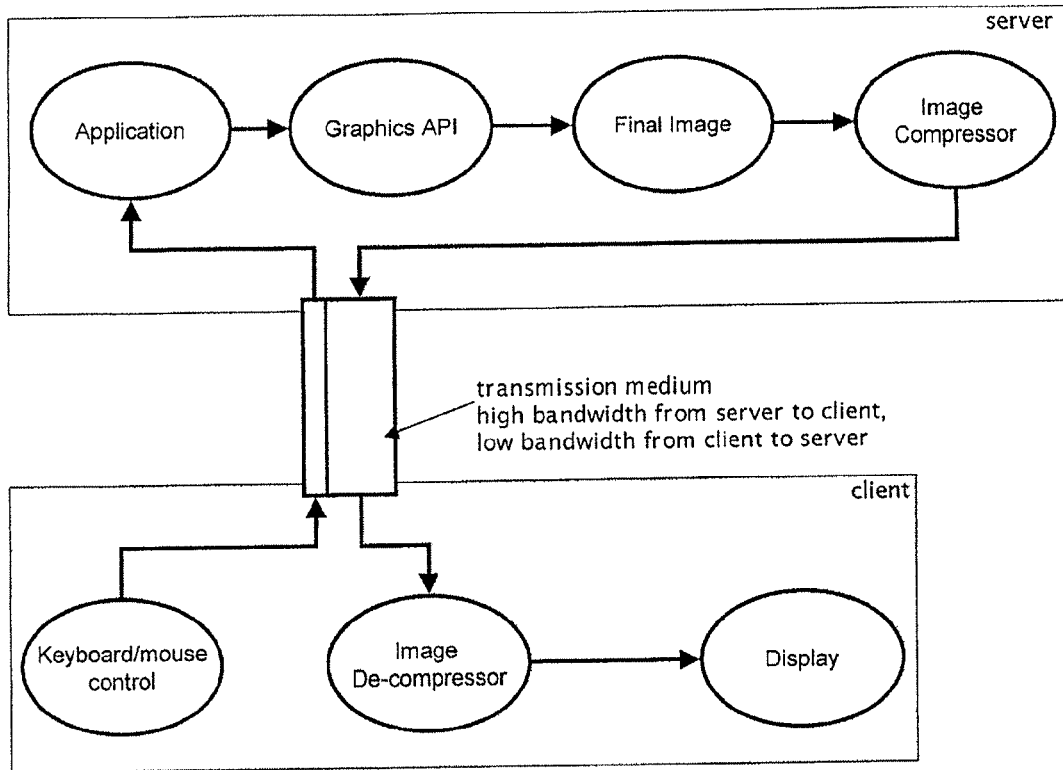 server
Application
Graphics API
Final Image
Image
Compressor
transmission medium
high bandwidth from server to client,
low bandwidth from client to server
client
Keyboard/mouse
control
Image
De-compressor
Display